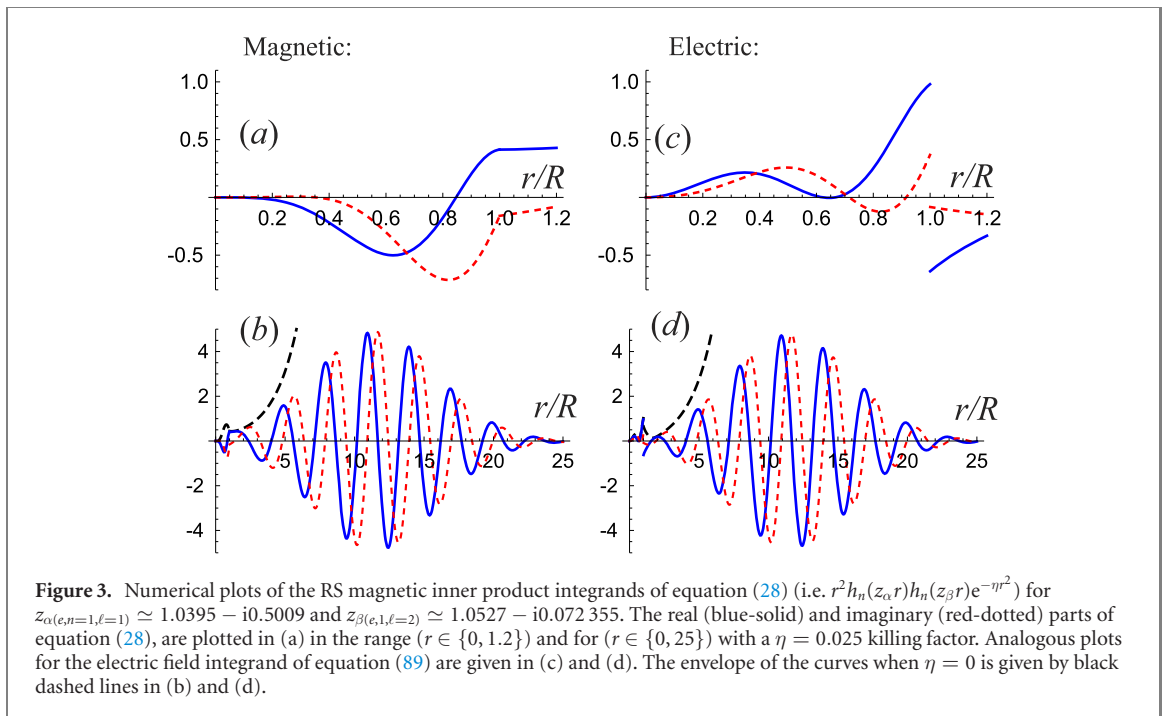 Magnetic:
Electric:
1.0
0.5
-0.5
(a)
r/R
0.2 0.4 0.6 0.8 1.0 1.2
1.0
0.5
-0.5
(c)
r/R
0.2 0.4 0.6 0.8 1.0 1.2
4
2
-2
-4
(b)
r/R
5 10 15 20 25
4
2
-2
-4
(d)
r/R
5 10 15 20 25
Figure 3. Numerical plots of the RS magnetic inner product integrands of equation (28) (i.e. r²hₙ(z_α r)hₙ(z_β r)e^{−ηr²}) for
z_{α(e,n=1,ℓ=1)} ≃ 1.0395 − i0.5009 and z_{β(e,1,ℓ=2)} ≃ 1.0527 − i0.072 355. The real (blue-solid) and imaginary (red-dotted) parts of
equation (28), are plotted in (a) in the range (r ∈ {0, 1.2}) and for (r ∈ {0, 25}) with a η = 0.025 killing factor. Analogous plots
for the electric field integrand of equation (89) are given in (c) and (d). The envelope of the curves when η = 0 is given by black
dashed lines in (b) and (d).